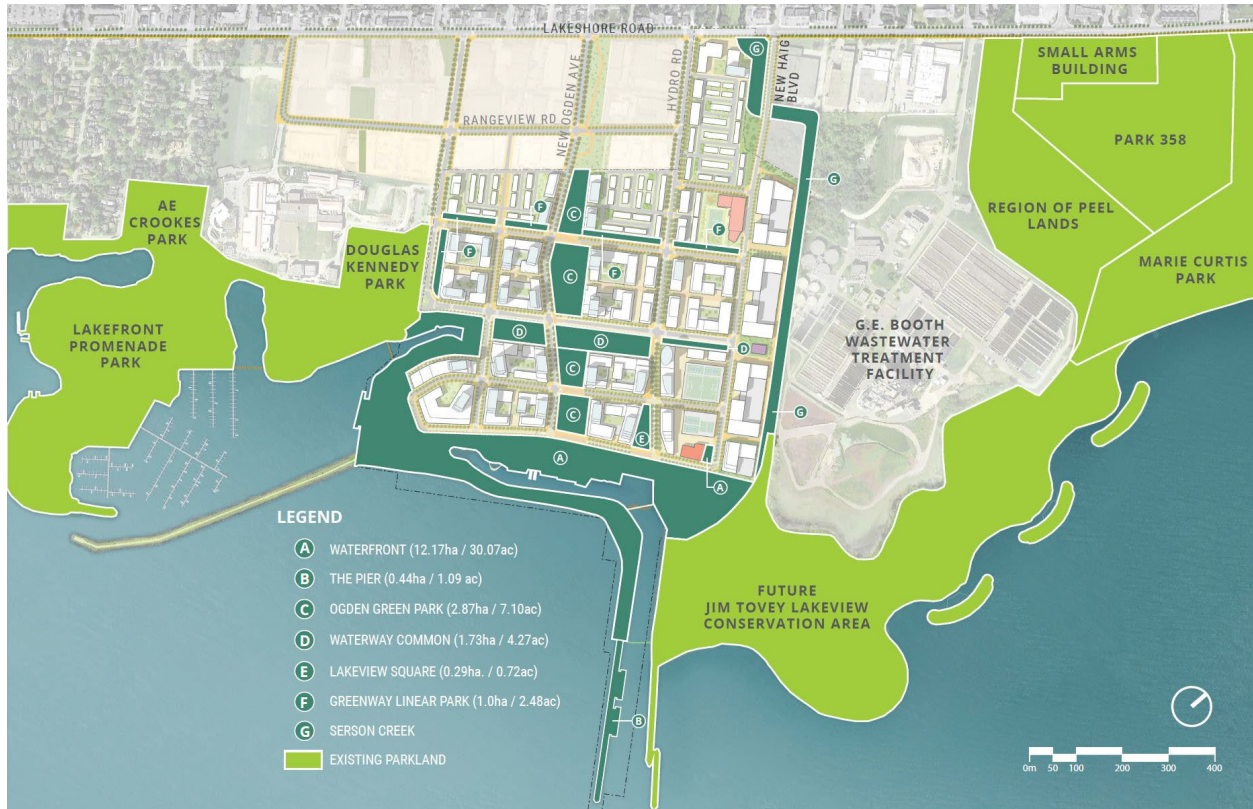 LAKESHORE ROAD
G
NEW HAIG
BLVD
HYDRO RD
NEW OGDEN AVE
RANGEVIEW RD
SMALL ARMS
BUILDING
PARK 358
REGION OF PEEL
LANDS
MARIE CURTIS
PARK
G
AE
CROOKES
PARK
DOUGLAS
KENNEDY
PARK
F
C
F
F
C
F
LAKEFRONT
PROMENADE
PARK
D
D
D
G.E. BOOTH
WASTEWATER
TREATMENT
FACILITY
C
C
E
G
A
A
LEGEND
A WATERFRONT (12.17ha / 30.07ac)
B THE PIER (0.44ha / 1.09 ac)
C OGDEN GREEN PARK (2.87ha / 7.10ac)
D WATERWAY COMMON (1.73ha / 4.27ac)
E LAKEVIEW SQUARE (0.29ha. / 0.72ac)
F GREENWAY LINEAR PARK (1.0ha / 2.48ac)
G SERSON CREEK
EXISTING PARKLAND
FUTURE
JIM TOVEY LAKEVIEW
CONSERVATION AREA
B
0m 50 100 200 300 400